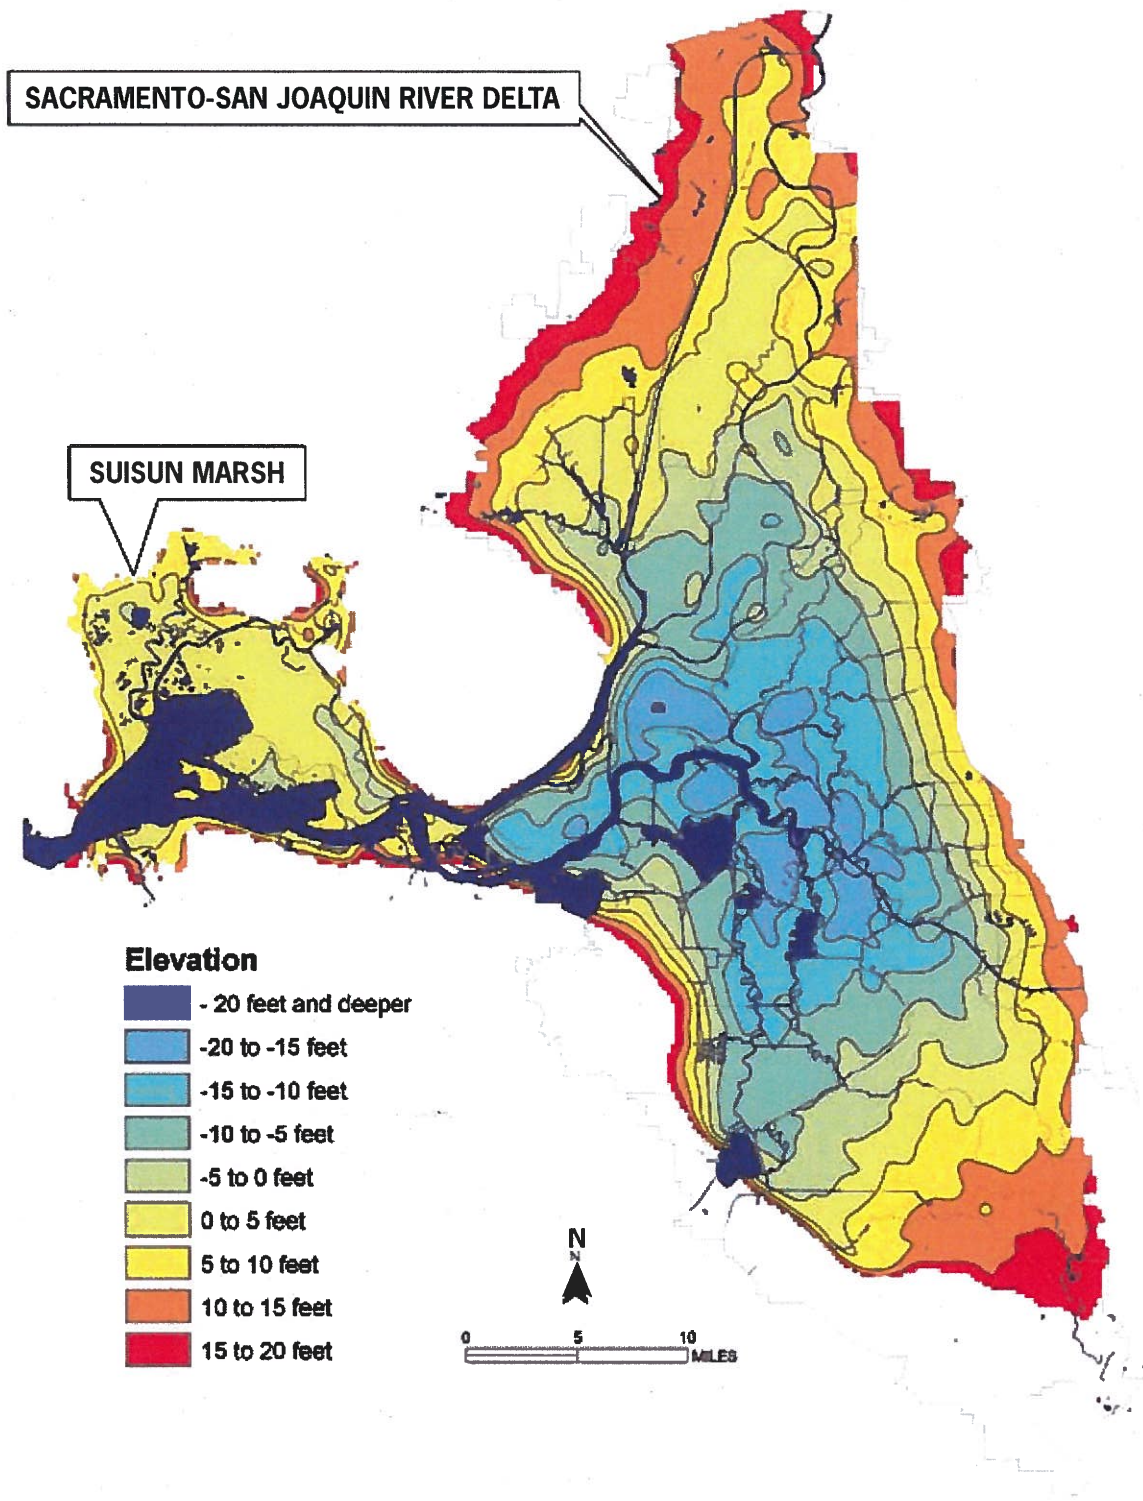 SACRAMENTO-SAN JOAQUIN RIVER DELTA
SUISUN MARSH
Elevation
- 20 feet and deeper
-20 to -15 feet
-15 to -10 feet
-10 to -5 feet
-5 to 0 feet
0 to 5 feet
5 to 10 feet
10 to 15 feet
15 to 20 feet
N
N
0 5 10
MILES